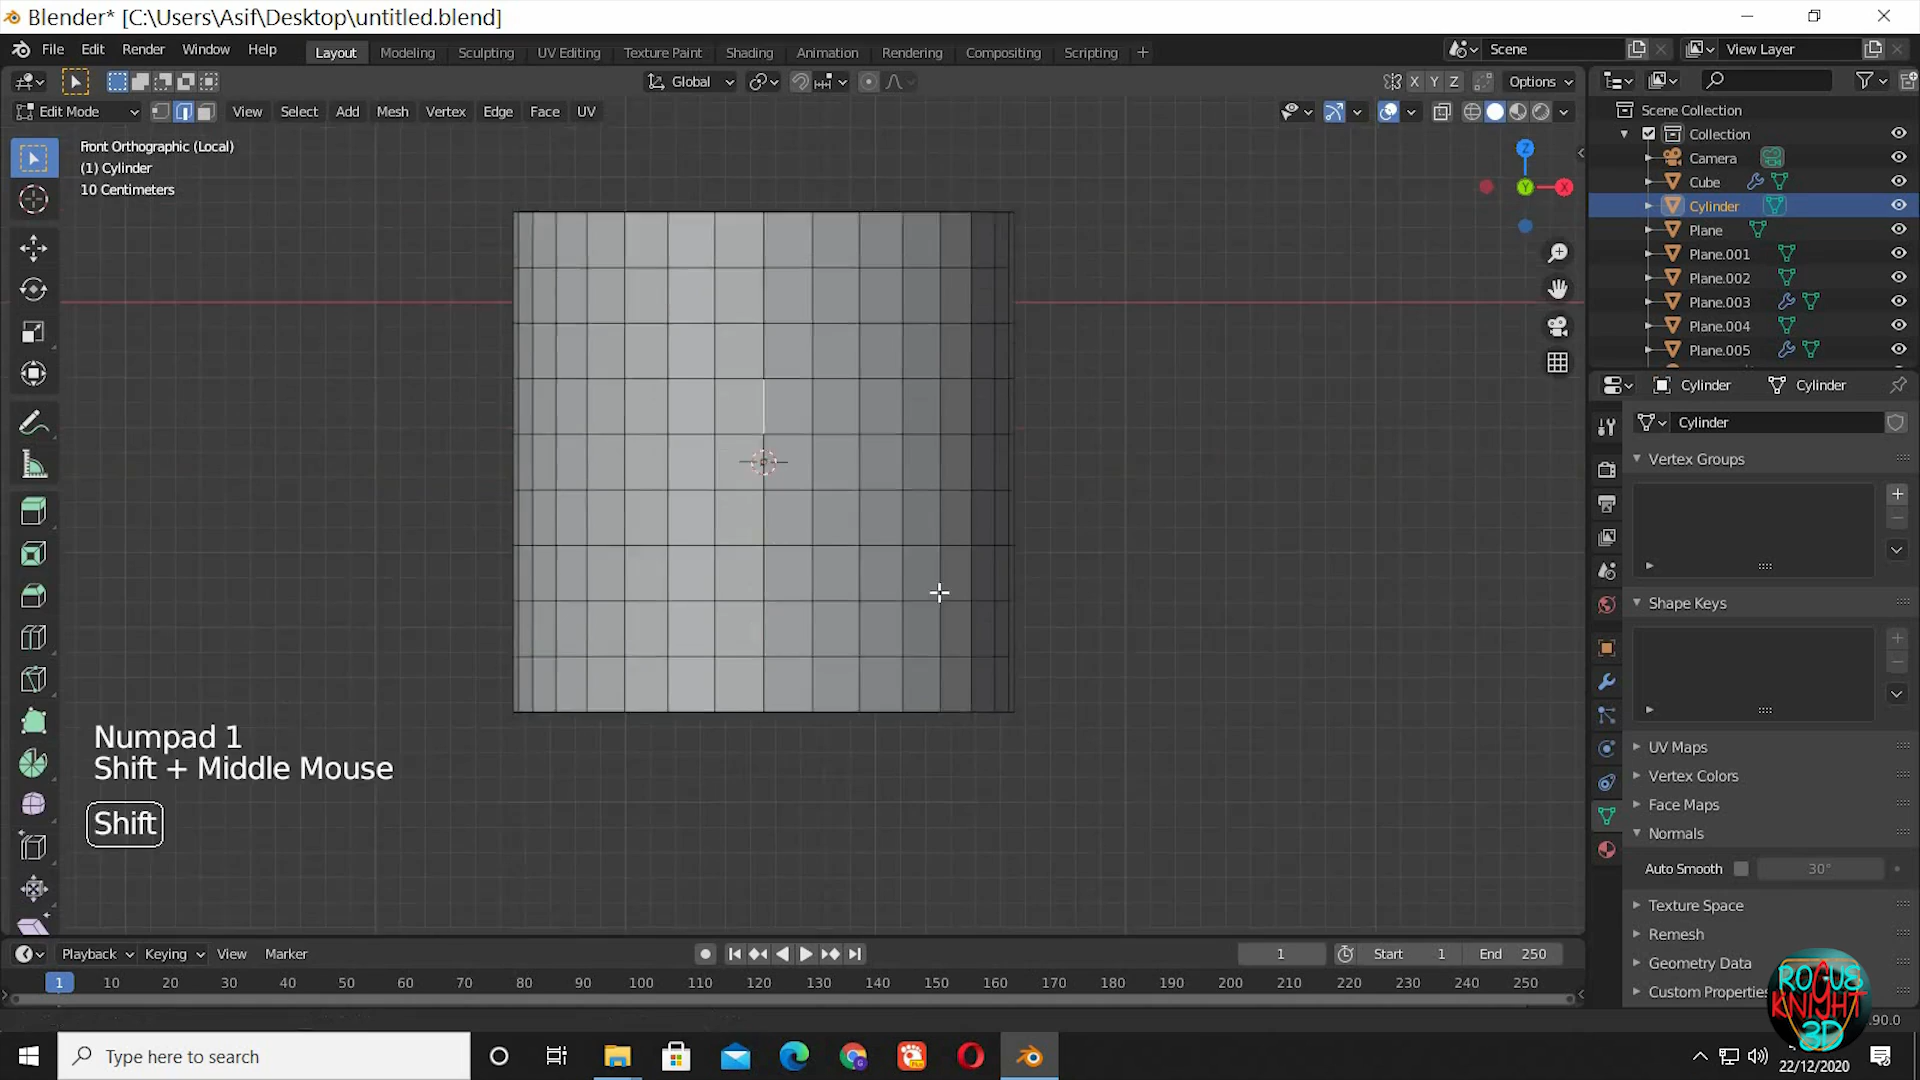 Blender* [C:\Users\Asif\Desktop\untitled.blend]
File Edit Render Window Help
Layout Modeling Sculpting UV Editing Texture Paint Shading Animation Rendering Compositing Scripting +
Scene
View Layer
Global
X Y Z
Options
Edit Mode
View Select Add Mesh Vertex Edge Face UV
Front Orthographic (Local)
(1) Cylinder
10 Centimeters
Z
Y
X
Numpad 1
Shift + Middle Mouse
Shift
Scene Collection
Collection
Camera
Cube
Cylinder
Plane
Plane.001
Plane.002
Plane.003
Plane.004
Plane.005
Cylinder
Cylinder
Cylinder
Vertex Groups
Shape Keys
UV Maps
Vertex Colors
Face Maps
Normals
Auto Smooth
30°
Texture Space
Remesh
Geometry Data
Custom Properties
Playback Keying View Marker
1
Start 1
End 250
1 10 20 30 40 50 60 70 80 90 100 110 120 130 140 150 160 170 180 190 200 210 220 230 240 250
ROGUE
KNIGHT
3D
.90.0
Type here to search
22/12/2020